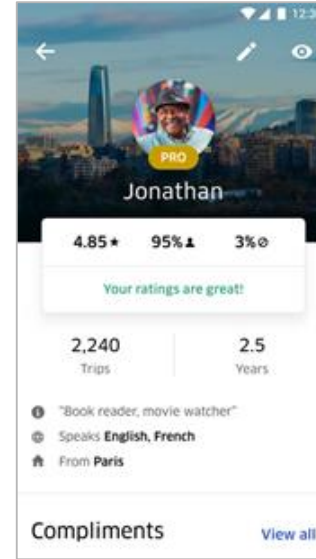 12:3
PRO
Jonathan
4.85★ 95% 3%
Your ratings are great!
2,240 2.5
Trips Years
"Book reader, movie watcher"
Speaks English, French
From Paris
Compliments View all